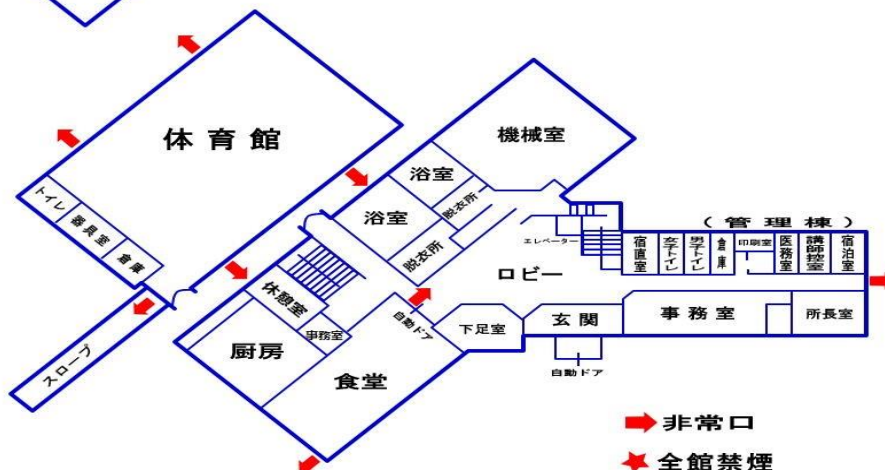 体育館
トイレ
器具室
倉庫
スロープ
機械室
浴室
脱衣所
浴室
脱衣所
エレベーター
ロビー
(管理棟)
宿直室
女子トイレ
男子トイレ
倉庫
印刷室
医務室
講師控室
宿泊室
休憩室
事務室
厨房
食堂
自動ドア
下足室
玄関
事務室
所長室
自動ドア
非常口
全館禁煙